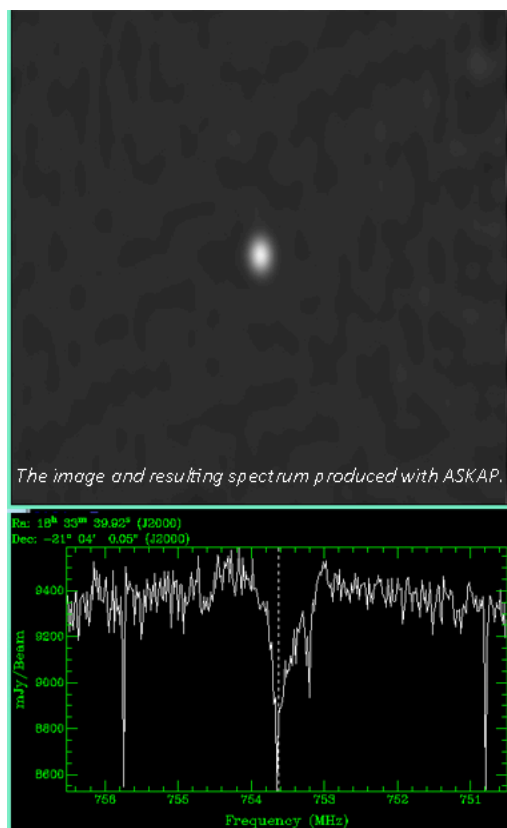 The image and resulting spectrum produced with ASKAP.
Ra: 18h 33m 39.92s (J2000)
Dec: -21° 04' 0.05" (J2000)
9400
9200
9000
8800
8600
mJy/Beam
756 755 754 753 752 751
Frequency (MHz)